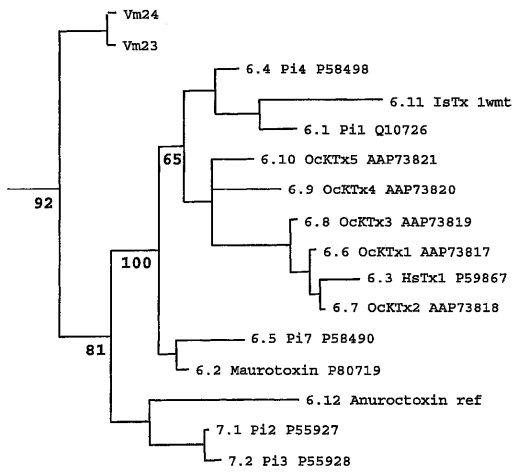 Vm24
Vm23
6.4 Pi4 P58498
6.11 IsTx 1wmt
6.1 Pi1 Q10726
65
6.10 OcKTx5 AAP73821
6.9 OcKTx4 AAP73820
92
6.8 OcKTx3 AAP73819
6.6 OcKTx1 AAP73817
100
6.3 HsTx1 P59867
6.7 OcKTx2 AAP73818
6.5 Pi7 P58490
81
6.2 Maurotoxin P80719
6.12 Anuroctoxin ref
7.1 Pi2 P55927
7.2 Pi3 P55928